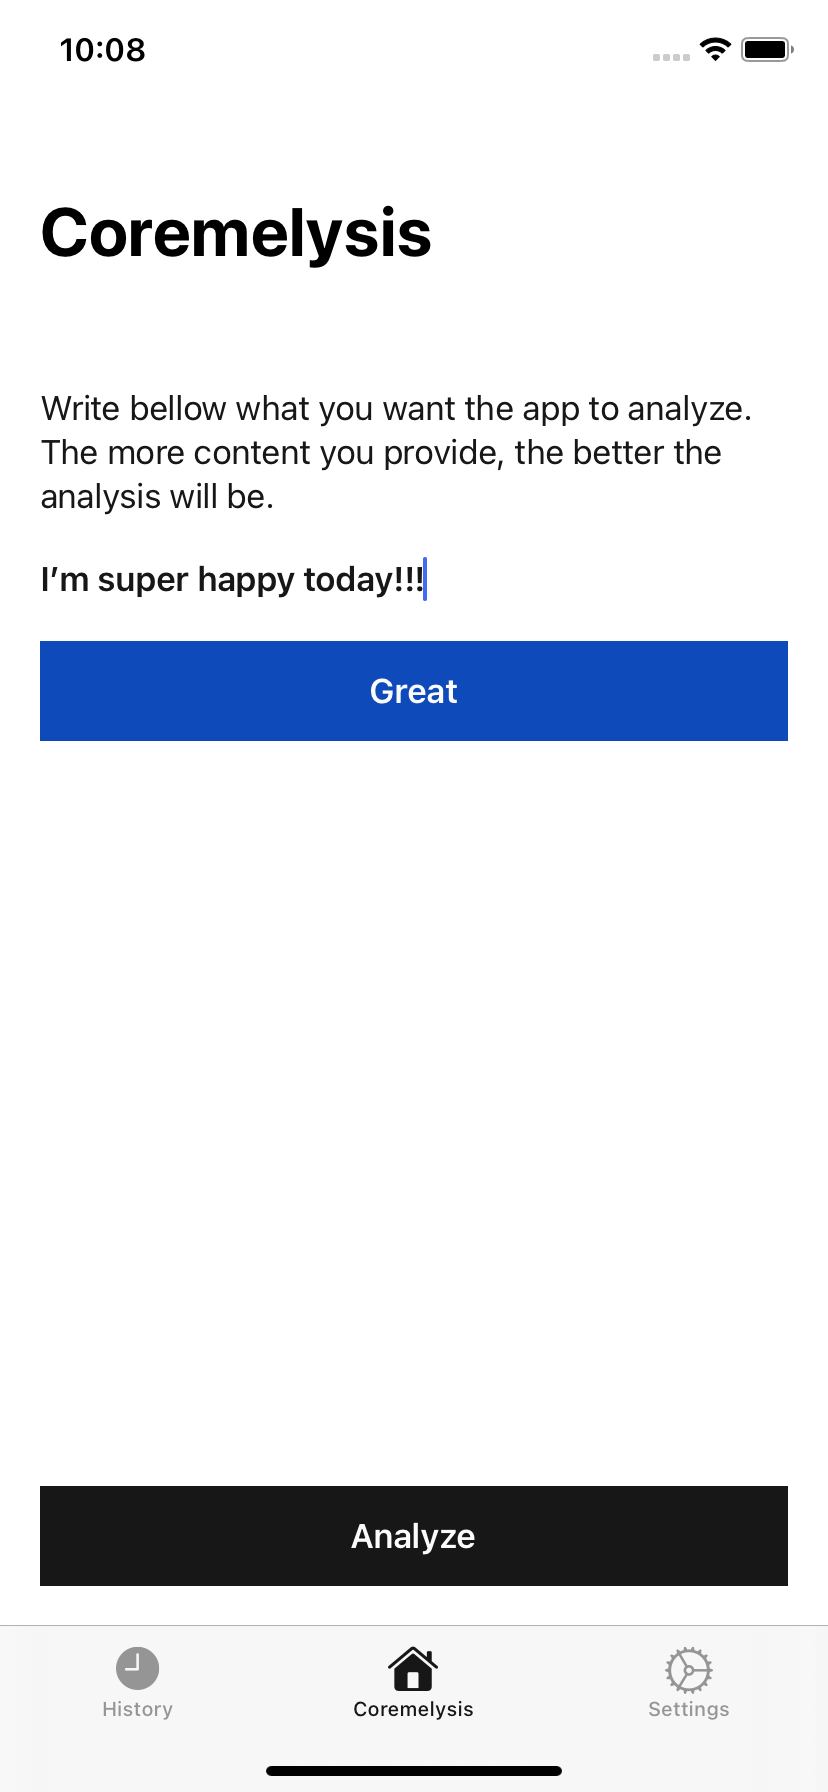 10:08
Coremelysis
Write bellow what you want the app to analyze.
The more content you provide, the better the
analysis will be.
I’m super happy today!!!
Great
Analyze
History
Coremelysis
Settings